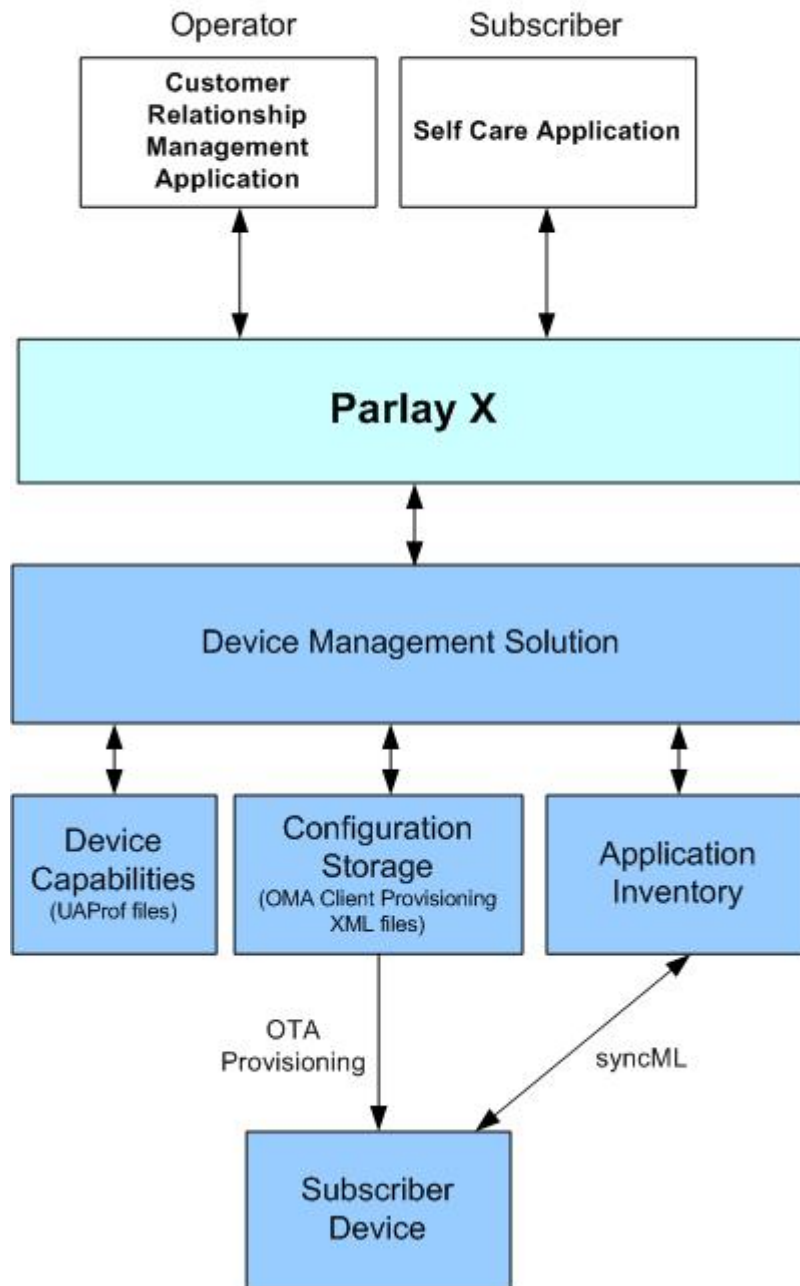 Operator
Subscriber
Customer
Relationship
Management
Application
Self Care Application
Parlay X
Device Management Solution
Device
Capabilities
(UAProf files)
Configuration
Storage
(OMA Client Provisioning
XML files)
Application
Inventory
OTA
Provisioning
syncML
Subscriber
Device